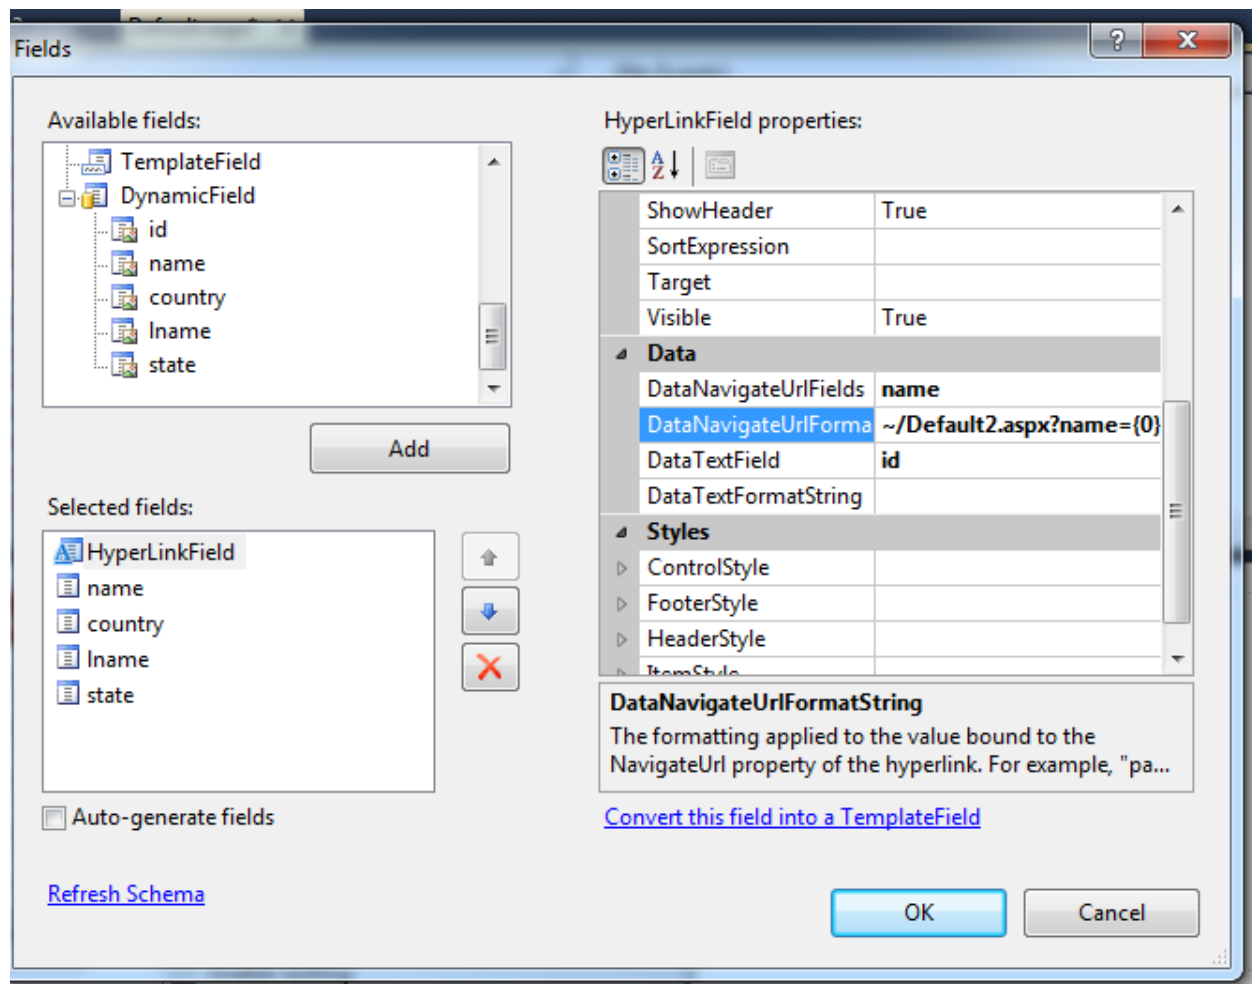 Fields
Available fields:
TemplateField
DynamicField
id
name
country
lname
state
Add
Selected fields:
HyperLinkField
name
country
lname
state
Auto-generate fields
Refresh Schema
HyperLinkField properties:
ShowHeader True
SortExpression
Target
Visible True
Data
DataNavigateUrlFields name
DataNavigateUrlForma ~/Default2.aspx?name={0}
DataTextField id
DataTextFormatString
Styles
ControlStyle
FooterStyle
HeaderStyle
ItemStyle
DataNavigateUrlFormatString
The formatting applied to the value bound to the
NavigateUrl property of the hyperlink. For example, "pa...
Convert this field into a TemplateField
OK Cancel